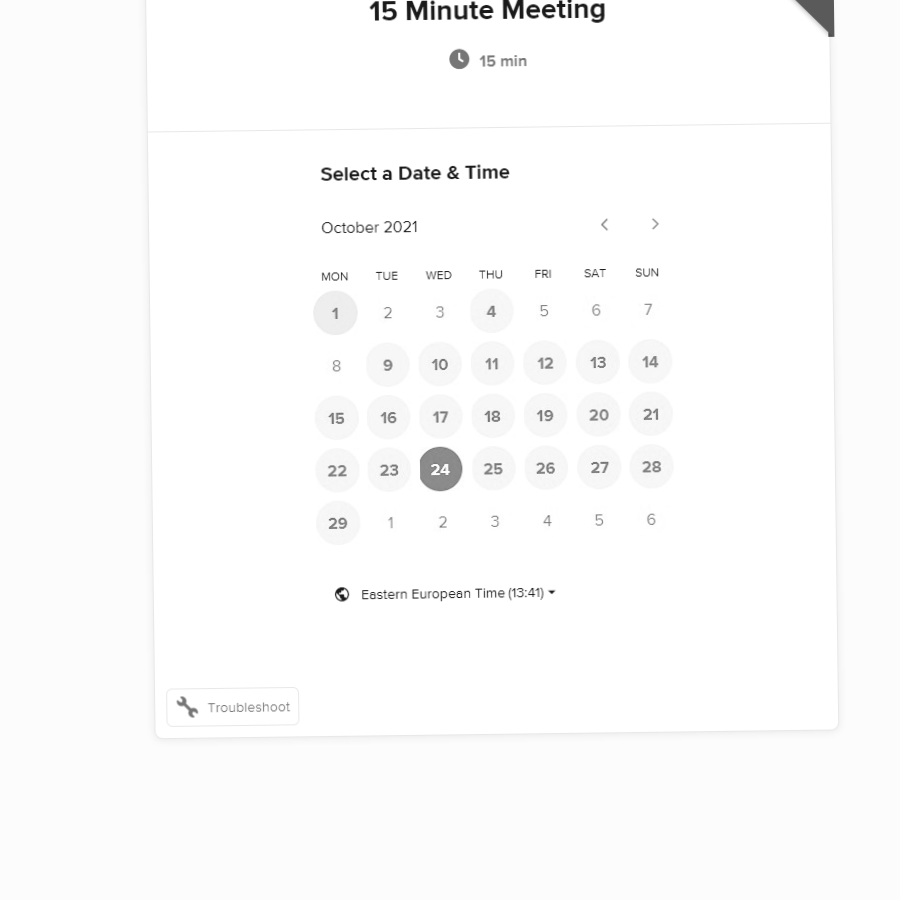 15 Minute Meeting
15 min
Select a Date & Time
October 2021
MON TUE WED THU FRI SAT SUN
1 2 3 4 5 6 7
8 9 10 11 12 13 14
15 16 17 18 19 20 21
22 23 24 25 26 27 28
29 1 2 3 4 5 6
Eastern European Time (13:41)
Troubleshoot